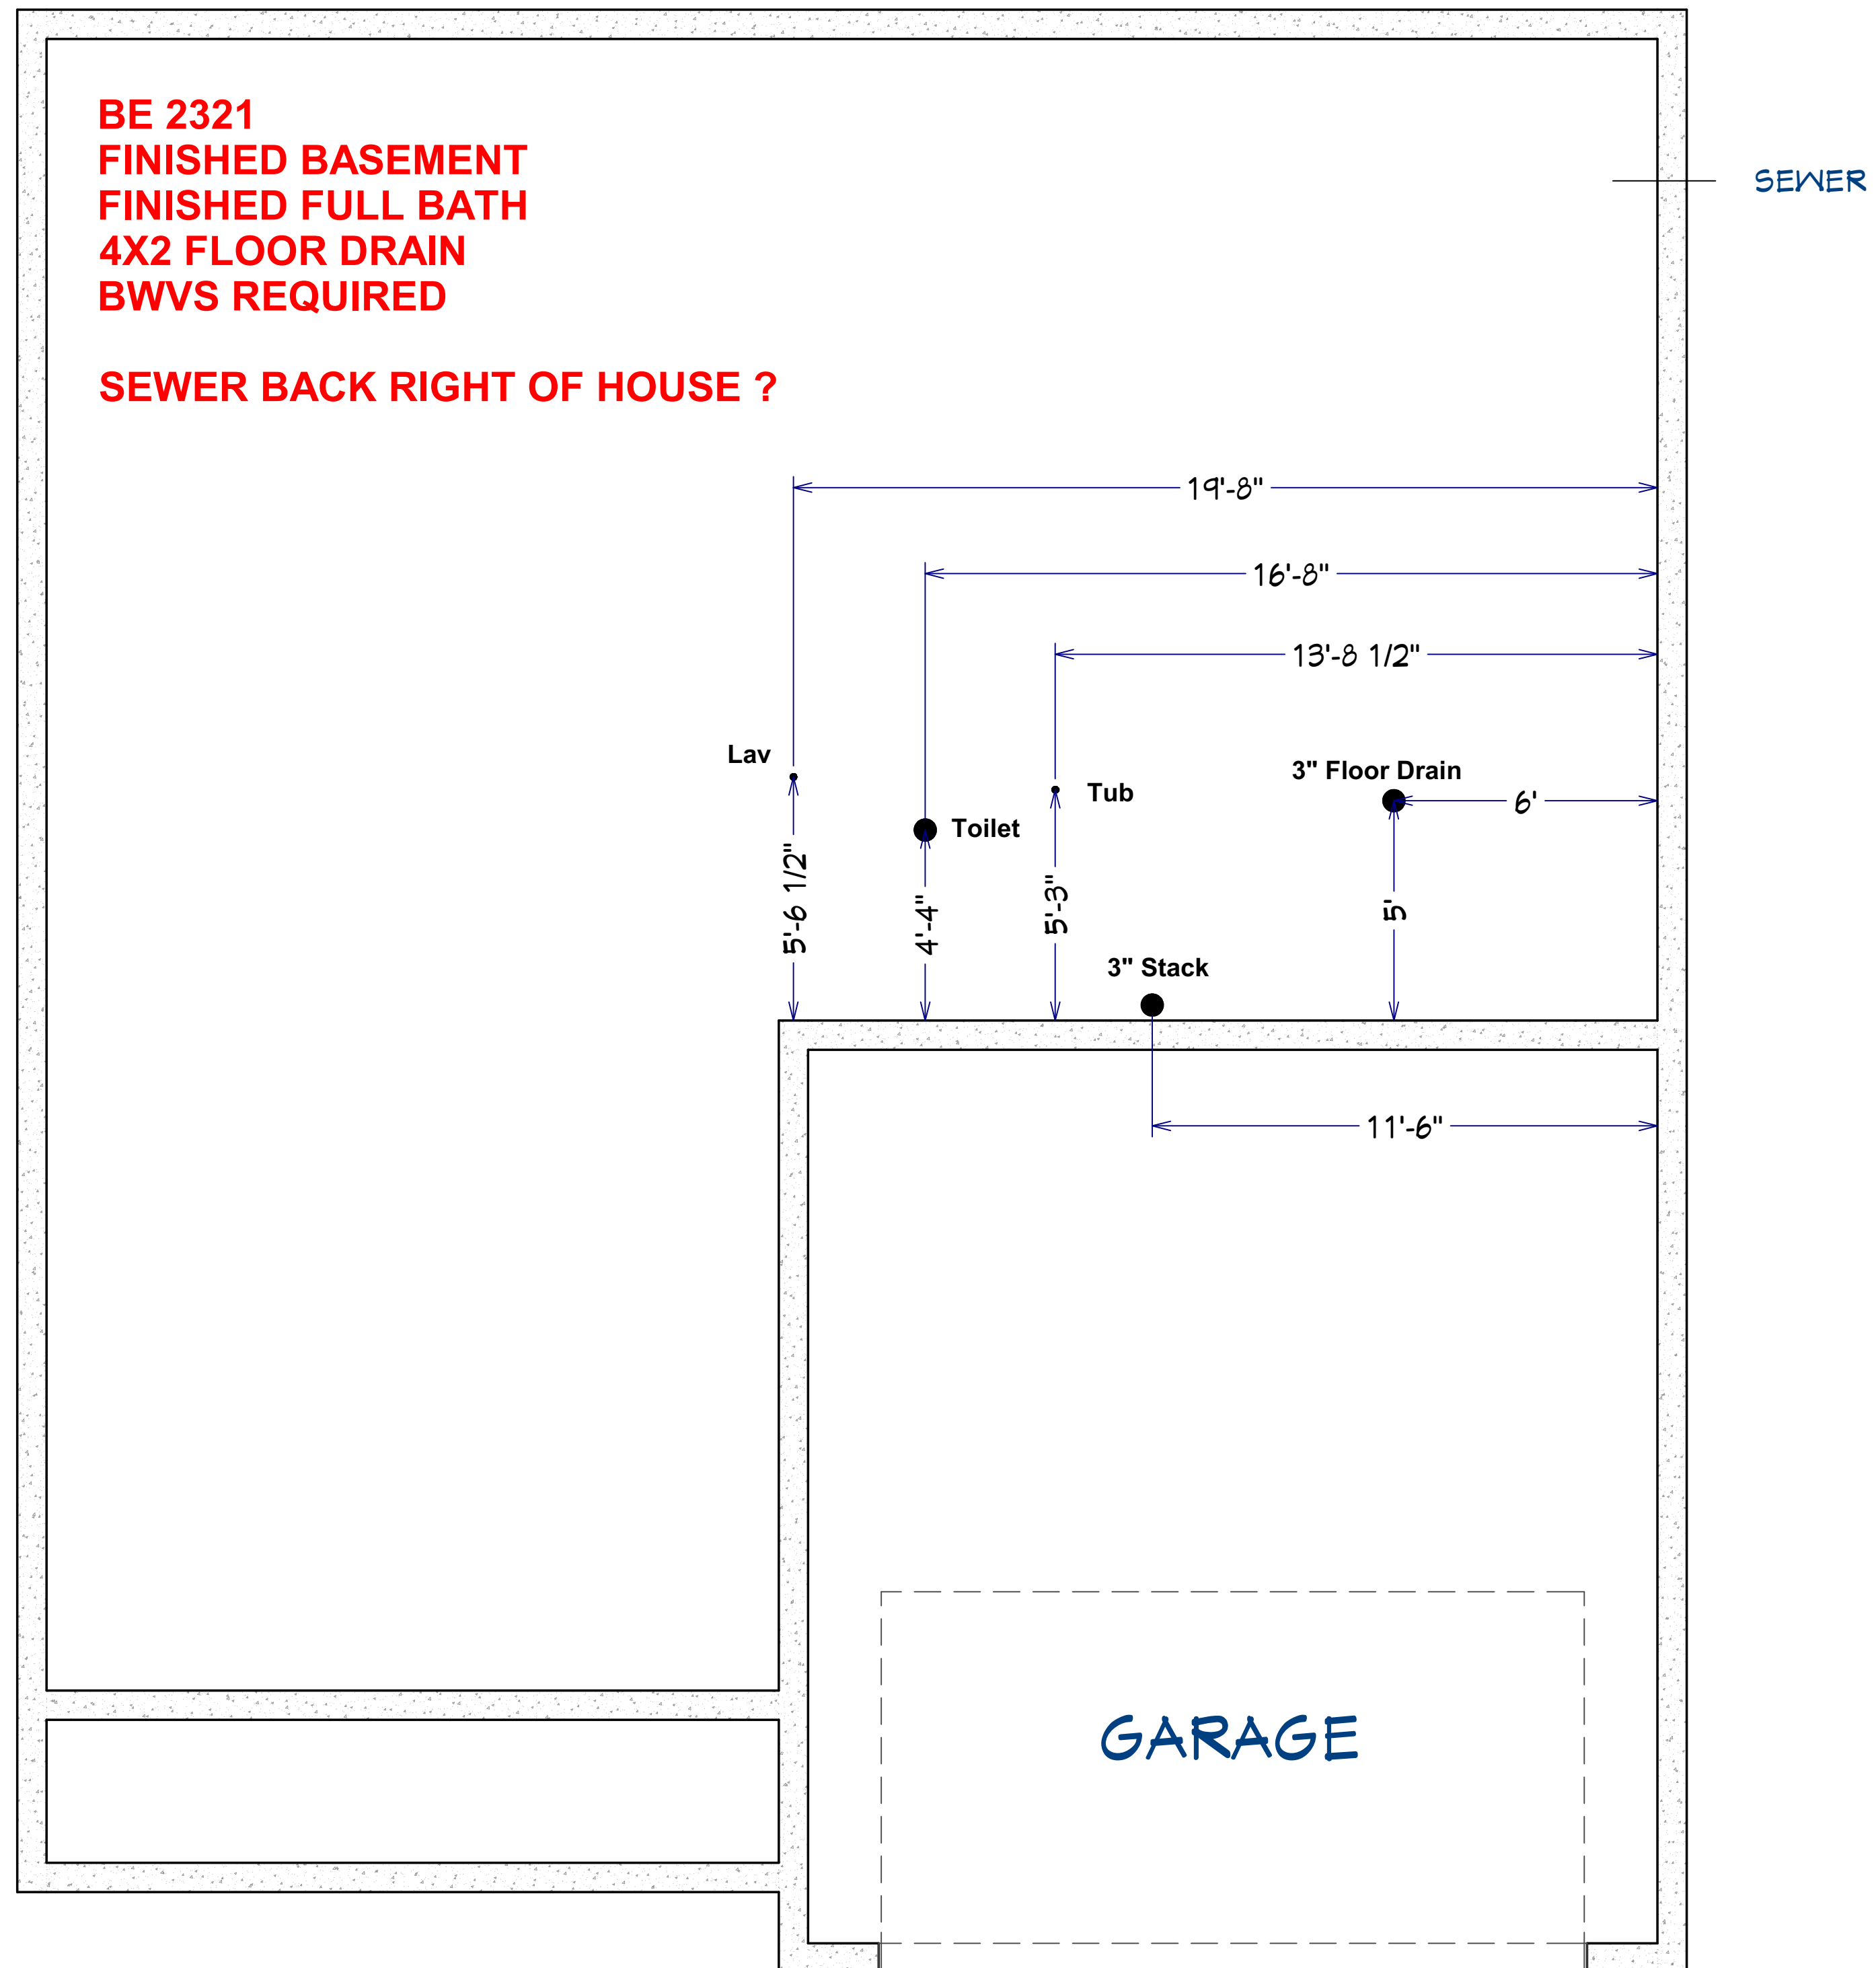 BE 2321
FINISHED BASEMENT
FINISHED FULL BATH
4X2 FLOOR DRAIN
BWVS REQUIRED
SEWER BACK RIGHT OF HOUSE ?
SEWER
19'-8"
16'-8"
13'-8 1/2"
Lav
3" Floor Drain
Tub
6'
Toilet
5'-6 1/2"
4'-4"
5'-3"
5'
3" Stack
11'-6"
GARAGE